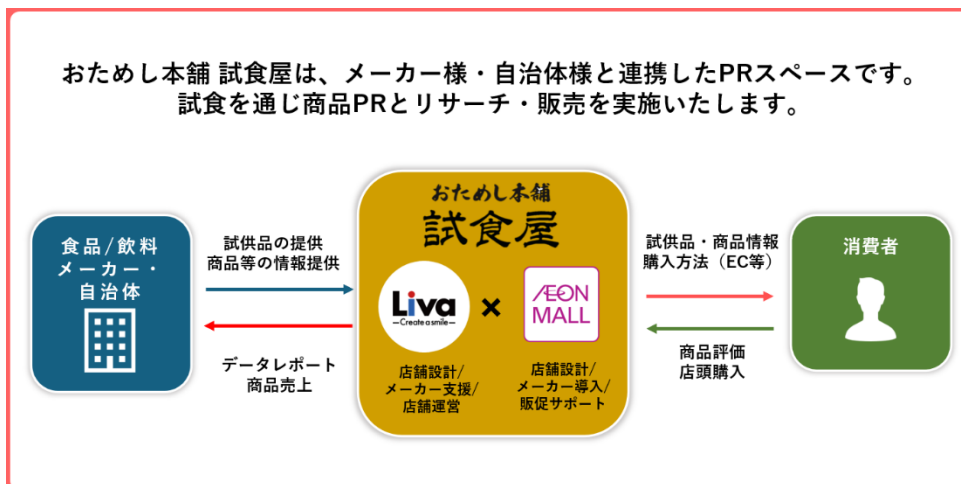 おためし本舗 試食屋は、メーカー様・自治体様と連携したPRスペースです。
試食を通じ商品PRとリサーチ・販売を実施いたします。
食品/飲料
メーカー・
自治体
試供品の提供
商品等の情報提供
データレポート
商品売上
おためし本舗
試食屋
Liva
Create a smile
×
ÆON
MALL
店舗設計/
メーカー支援/
店舗運営
店舗設計/
メーカー導入/
販促サポート
試供品・商品情報
購入方法（EC等）
商品評価
店頭購入
消費者